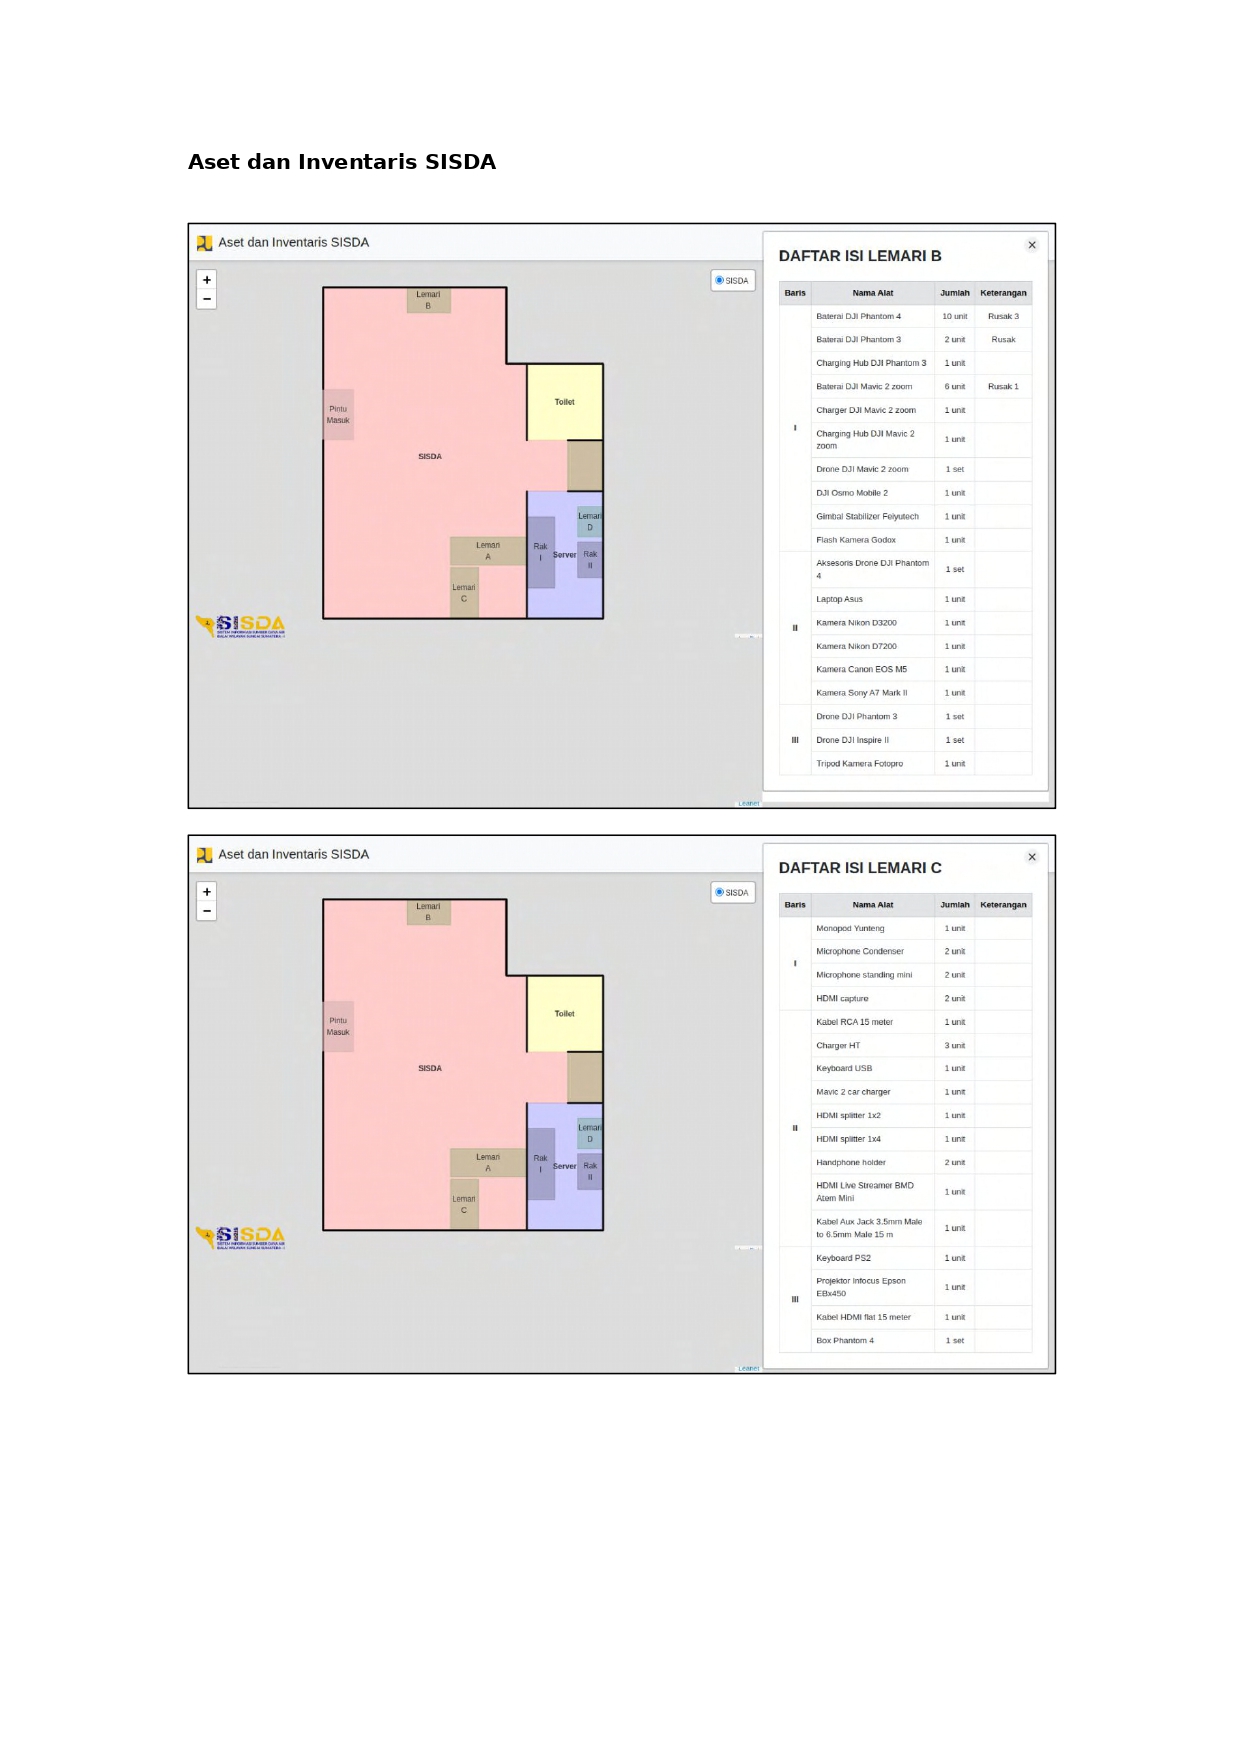 Aset dan Inventaris SISDA
Aset dan Inventaris SISDA
+
−
SISDA
Lemari
B
Pintu
Masuk
Toilet
SISDA
Lemari
A
Lemari
C
Rak
I
Server
Lemari
D
Rak
II
SISDA
SISTEM INFORMASI SUMBER DAYA AIR
Leaflet
×
DAFTAR ISI LEMARI B
Baris Nama Alat Jumlah Keterangan
I
Baterai DJI Phantom 4 10 unit Rusak 3
Baterai DJI Phantom 3 2 unit Rusak
Charging Hub DJI Phantom 3 1 unit
Baterai DJI Mavic 2 zoom 6 unit Rusak 1
Charger DJI Mavic 2 zoom 1 unit
Charging Hub DJI Mavic 2
zoom 1 unit
Drone DJI Mavic 2 zoom 1 set
DJI Osmo Mobile 2 1 unit
Gimbal Stabilizer Feiyutech 1 unit
Flash Kamera Godox 1 unit
II
Aksesoris Drone DJI Phantom
4 1 set
Laptop Asus 1 unit
Kamera Nikon D3200 1 unit
Kamera Nikon D7200 1 unit
Kamera Canon EOS M5 1 unit
Kamera Sony A7 Mark II 1 unit
III
Drone DJI Phantom 3 1 set
Drone DJI Inspire II 1 set
Tripod Kamera Fotopro 1 unit
Aset dan Inventaris SISDA
+
−
SISDA
Lemari
B
Pintu
Masuk
Toilet
SISDA
Lemari
A
Lemari
C
Rak
I
Server
Lemari
D
Rak
II
SISDA
SISTEM INFORMASI SUMBER DAYA AIR
Leaflet
×
DAFTAR ISI LEMARI C
Baris Nama Alat Jumlah Keterangan
I
Monopod Yunteng 1 unit
Microphone Condenser 2 unit
Microphone standing mini 2 unit
HDMI capture 2 unit
II
Kabel RCA 15 meter 1 unit
Charger HT 3 unit
Keyboard USB 1 unit
Mavic 2 car charger 1 unit
HDMI splitter 1x2 1 unit
HDMI splitter 1x4 1 unit
Handphone holder 2 unit
HDMI Live Streamer BMD
Atem Mini 1 unit
Kabel Aux Jack 3.5mm Male
to 6.5mm Male 15 m 1 unit
III
Keyboard PS2 1 unit
Projektor Infocus Epson
EBx450 1 unit
Kabel HDMI flat 15 meter 1 unit
Box Phantom 4 1 set